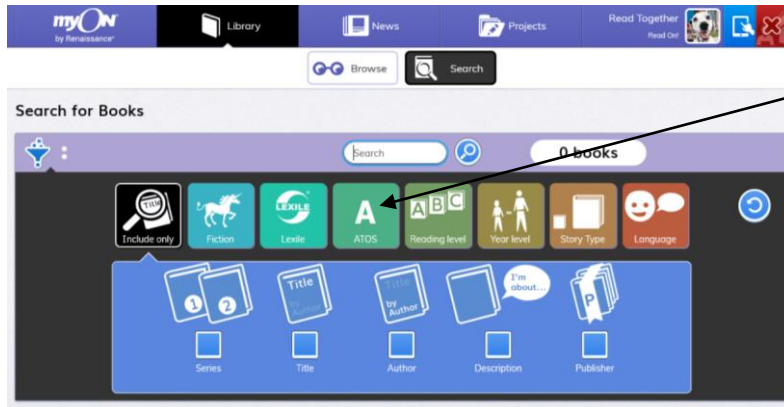 myON
by Renaissance
Library
News
Projects
Read Together
Read On!
Browse
Search
Search for Books
Search
0 books
Title
Include only
Fiction
LEXILE
Lexile
A
ATOS
A B C
Reading level
Year level
Story Type
Language
1
2
Title
by Author
Title
by Author
I'm about...
P
Series
Title
Author
Description
Publisher